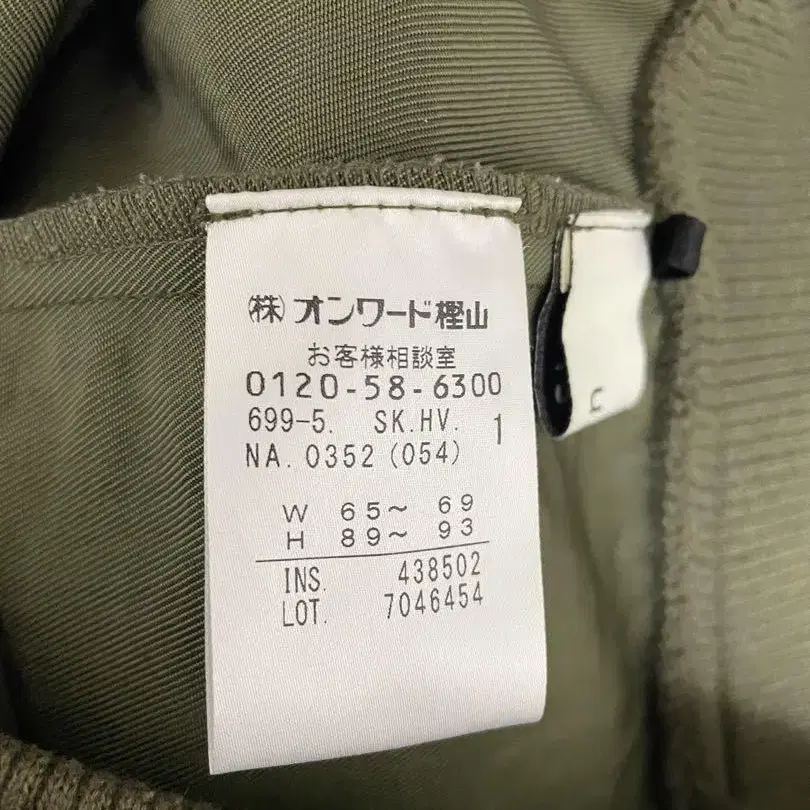 ㈱オンワード樫山
お客様相談室
0120-58-6300
699-5. SK.HV. 1
NA. 0352 (054)
W 65～ 69
H 89～ 93
INS. 438502
LOT. 7046454